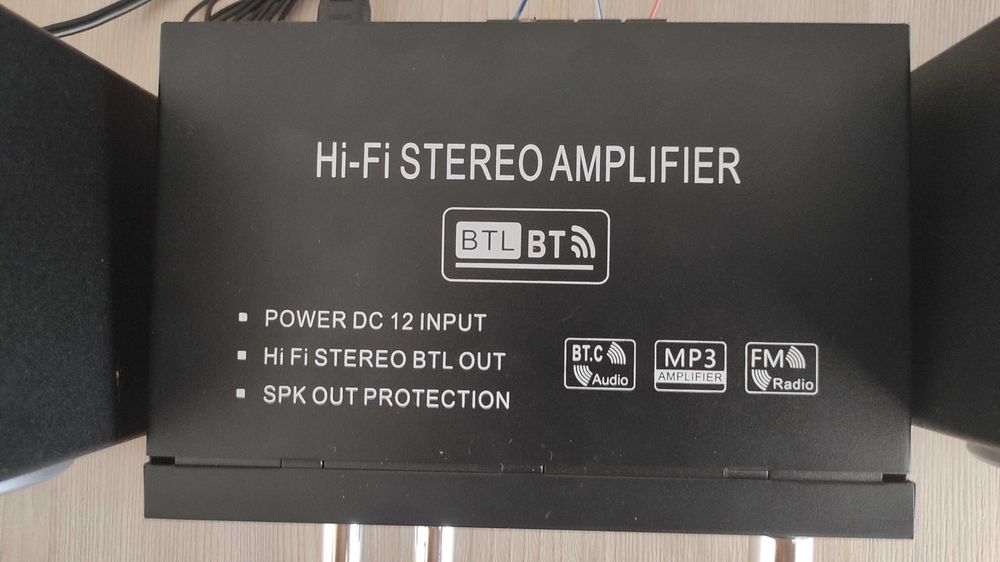 Hi-Fi STEREO AMPLIFIER
BTL BT
▪ POWER DC 12 INPUT
▪ Hi Fi STEREO BTL OUT
▪ SPK OUT PROTECTION
BT.C
Audio
MP3
AMPLIFIER
FM
Radio